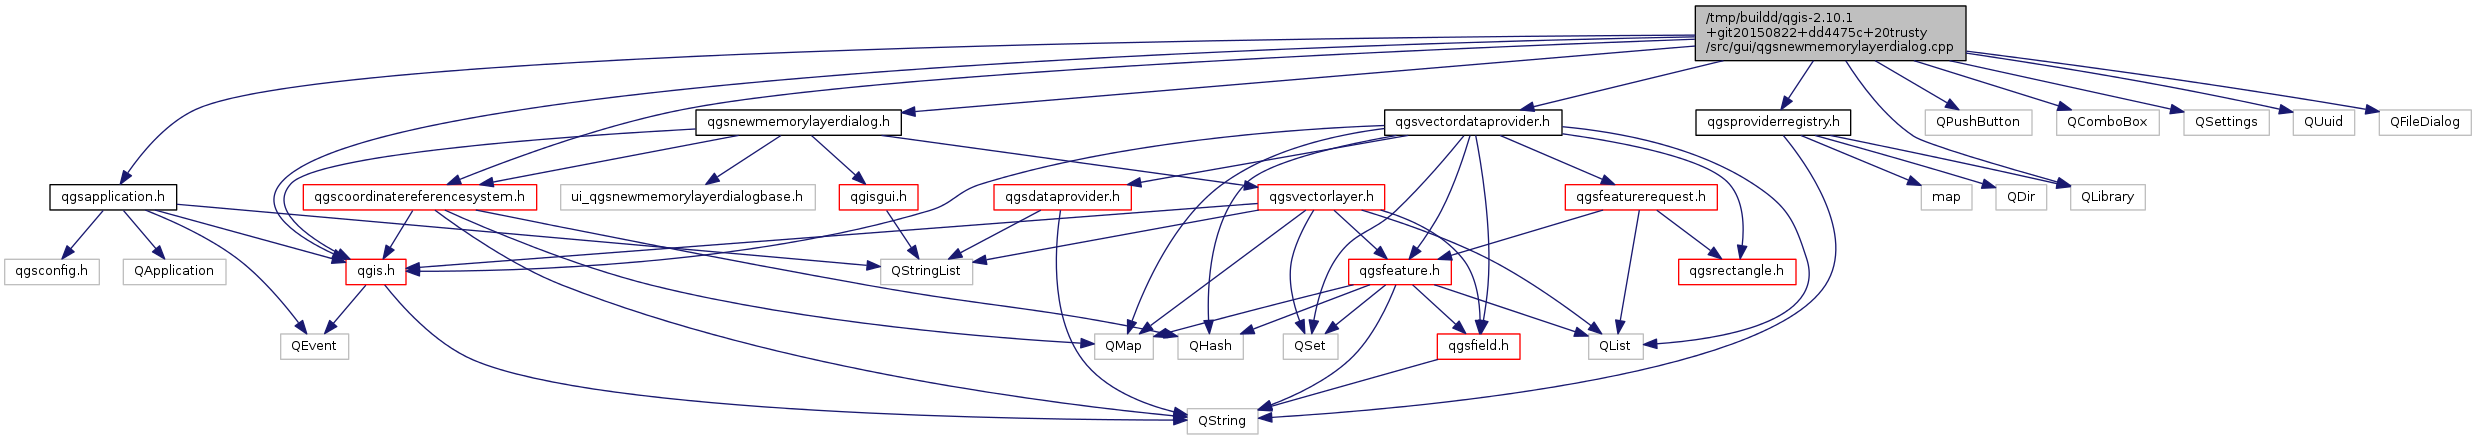 /tmp/buildd/qgis-2.10.1
+git20150822+dd4475c+20trusty
/src/gui/qgsnewmemorylayerdialog.cpp
qgsnewmemorylayerdialog.h
qgsvectordataprovider.h
qgsproviderregistry.h
QPushButton
QComboBox
QSettings
QUuid
QFileDialog
qgsapplication.h
qgscoordinatereferencesystem.h
ui_qgsnewmemorylayerdialogbase.h
qgisgui.h
qgsdataprovider.h
qgsvectorlayer.h
qgsfeaturerequest.h
map
QDir
QLibrary
qgsconfig.h
QApplication
qgis.h
QStringList
qgsfeature.h
qgsrectangle.h
QEvent
QMap
QHash
QSet
qgsfield.h
QList
QString